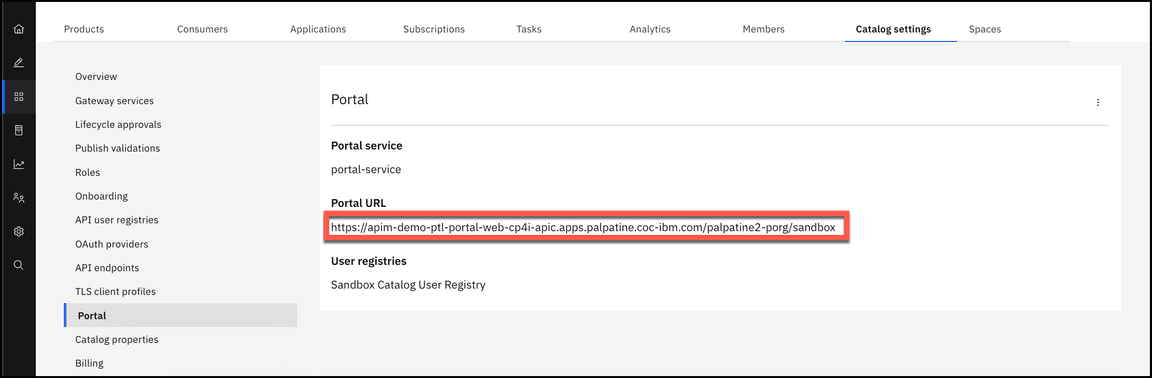 Products Consumers Applications Subscriptions Tasks Analytics Members Catalog settings Spaces
Overview
Gateway services
Lifecycle approvals
Publish validations
Roles
Onboarding
API user registries
OAuth providers
API endpoints
TLS client profiles
Portal
Catalog properties
Billing
Portal
Portal service
portal-service
Portal URL
https://apim-demo-ptl-portal-web-cp4i-apic.apps.palpatine.coc-ibm.com/palpatine2-porg/sandbox
User registries
Sandbox Catalog User Registry